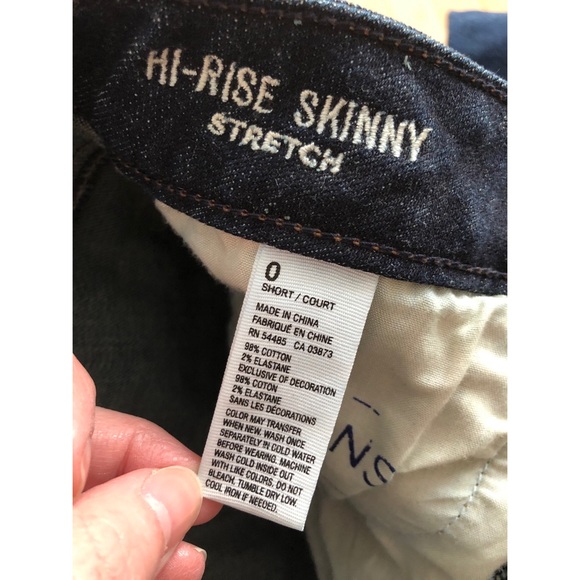 HI-RISE SKINNY
STRETCH
0
SHORT / COURT
MADE IN CHINA
FABRIQUÉ EN CHINE
RN 54485 CA 03873
98% COTTON
2% ELASTANE
EXCLUSIVE OF DECORATION
98% COTON
2% ELASTANE
SANS LES DÉCORATIONS
COLOR MAY TRANSFER
WHEN NEW. WASH ONCE
SEPARATELY IN COLD WATER
BEFORE WEARING. MACHINE
WASH COLD INSIDE OUT
WITH LIKE COLORS. DO NOT
BLEACH, TUMBLE DRY LOW.
COOL IRON IF NEEDED.
NS